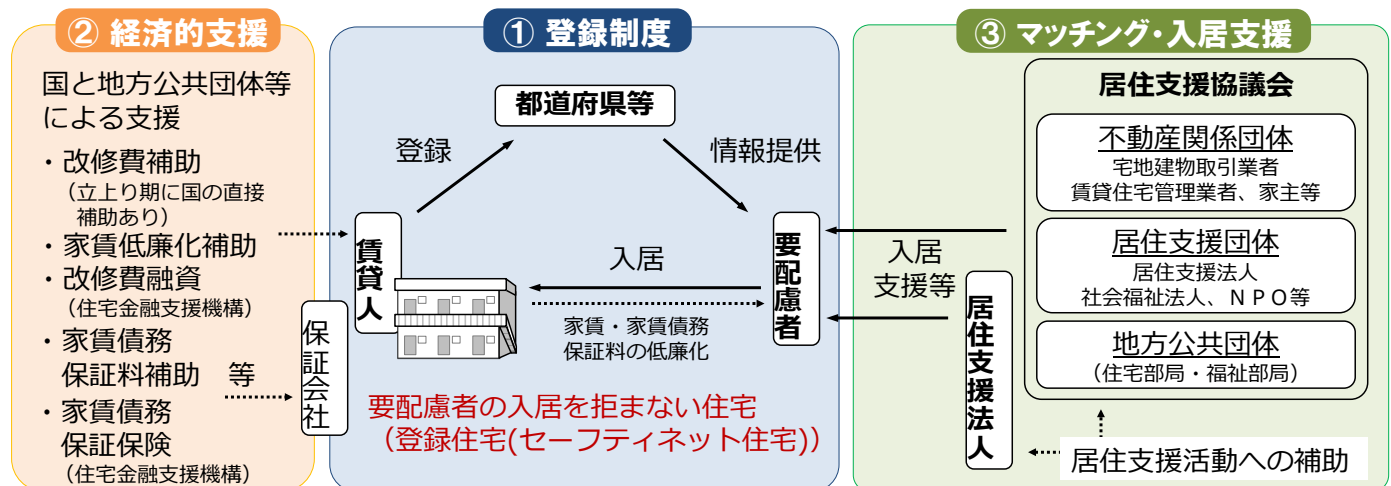 ② 経済的支援
国と地方公共団体等
による支援
・改修費補助
（立上り期に国の直接
補助あり）
・家賃低廉化補助
・改修費融資
（住宅金融支援機構）
・家賃債務
保証料補助　等
・家賃債務
保証保険
（住宅金融支援機構）
① 登録制度
都道府県等
登録
情報提供
賃貸人
入居
家賃・家賃債務
保証料の低廉化
要配慮者
保証会社
要配慮者の入居を拒まない住宅
（登録住宅(セーフティネット住宅)）
③ マッチング・入居支援
居住支援協議会
不動産関係団体
宅地建物取引業者
賃貸住宅管理業者、家主等
居住支援団体
居住支援法人
社会福祉法人、ＮＰＯ等
地方公共団体
（住宅部局・福祉部局）
入居
支援等
居住支援法人
居住支援活動への補助